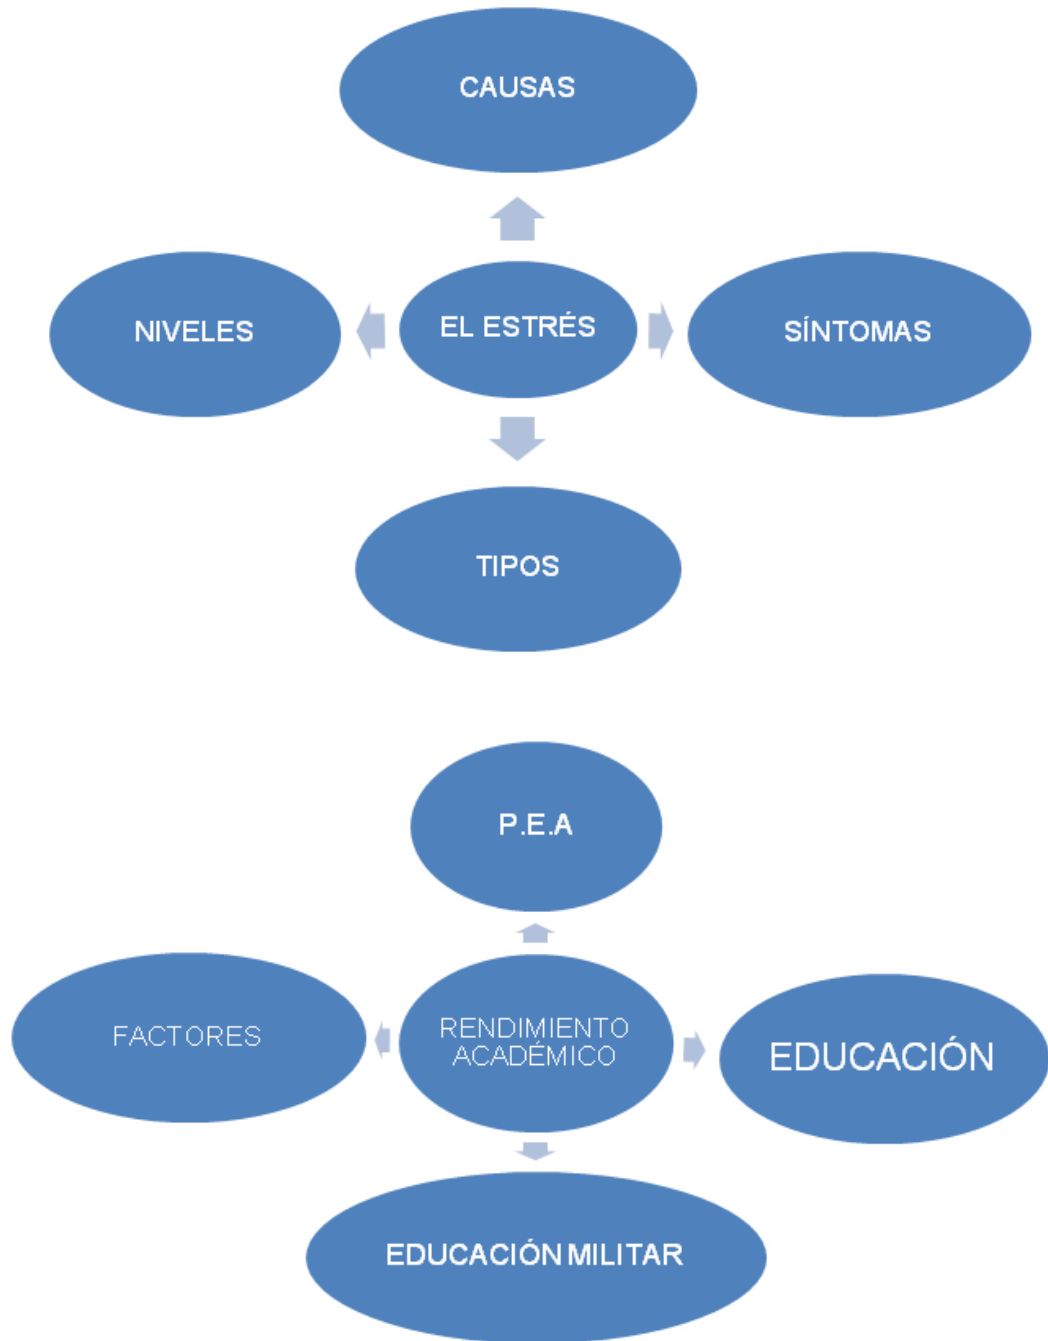 CAUSAS
NIVELES
EL ESTRÉS
SÍNTOMAS
TIPOS
P.E.A
FACTORES
RENDIMIENTO
ACADÉMICO
EDUCACIÓN
EDUCACIÓN MILITAR